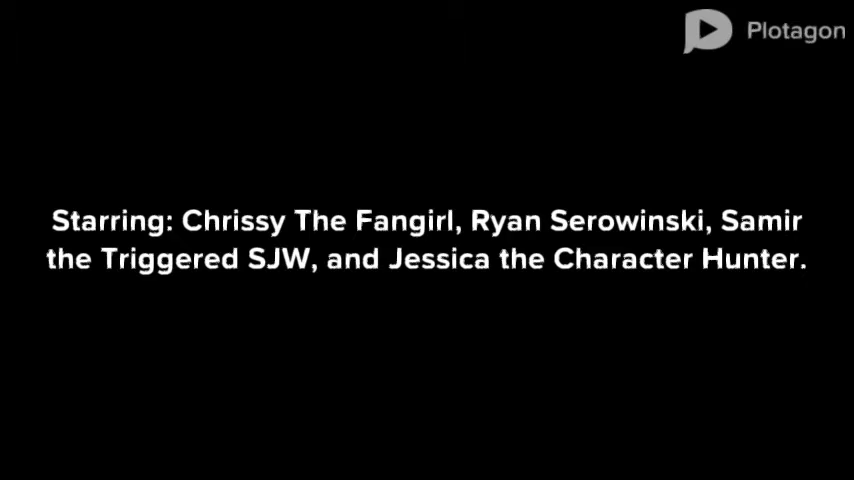 Plotagon
Starring: Chrissy The Fangirl, Ryan Serowinski, Samir
the Triggered SJW, and Jessica the Character Hunter.